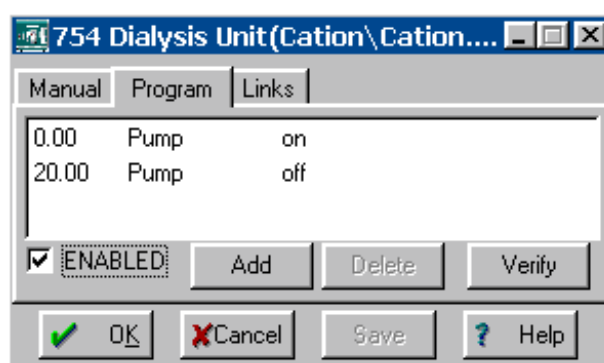 754 Dialysis Unit(Cation\Cation....
Manual Program Links
0.00 Pump on
20.00 Pump off
ENABLED Add Delete Verify
OK Cancel Save ? Help